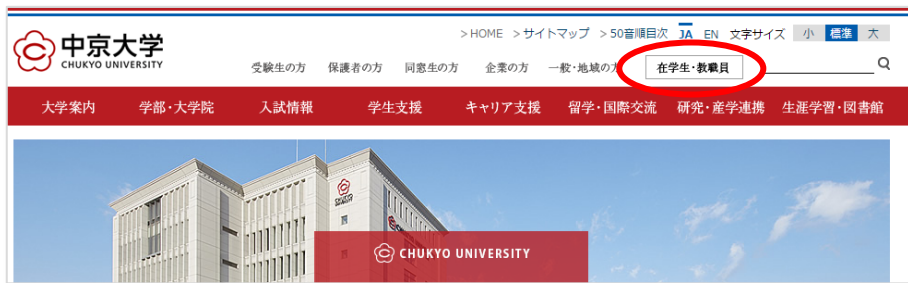 >HOME >サイトマップ >50音順目次 JA EN 文字サイズ 小 標準 大
中京大学
CHUKYO UNIVERSITY
受験生の方 保護者の方 同窓生の方 企業の方 一般・地域の方 在学生・教職員
大学案内 学部・大学院 入試情報 学生支援 キャリア支援 留学・国際交流 研究・産学連携 生涯学習・図書館
CHUKYO UNIVERSITY